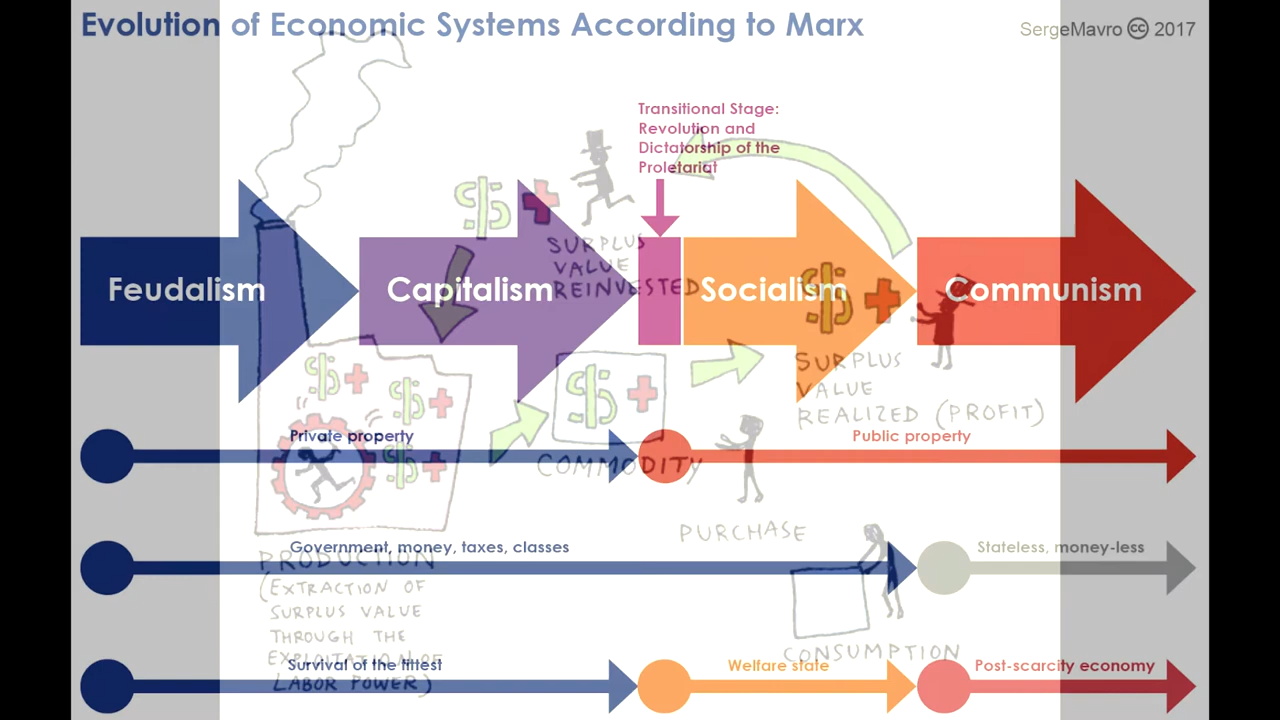 Evolution of Economic Systems According to Marx
SergeMavro cc 2017
Transitional Stage:
Revolution and
Dictatorship of the
Proletariat
SURPLUS
VALUE
REINVESTED
Feudalism
Capitalism
Socialism
Communism
SURPLUS
VALUE
REALIZED (PROFIT)
Private property
Public property
COMMODITY
PURCHASE
Government, money, taxes, classes
Stateless, money-less
PRODUCTION
(EXTRACTION OF
SURPLUS VALUE
THROUGH THE
EXPLOITATION OF
LABOR POWER)
CONSUMPTION
Survival of the fittest
Welfare state
Post-scarcity economy